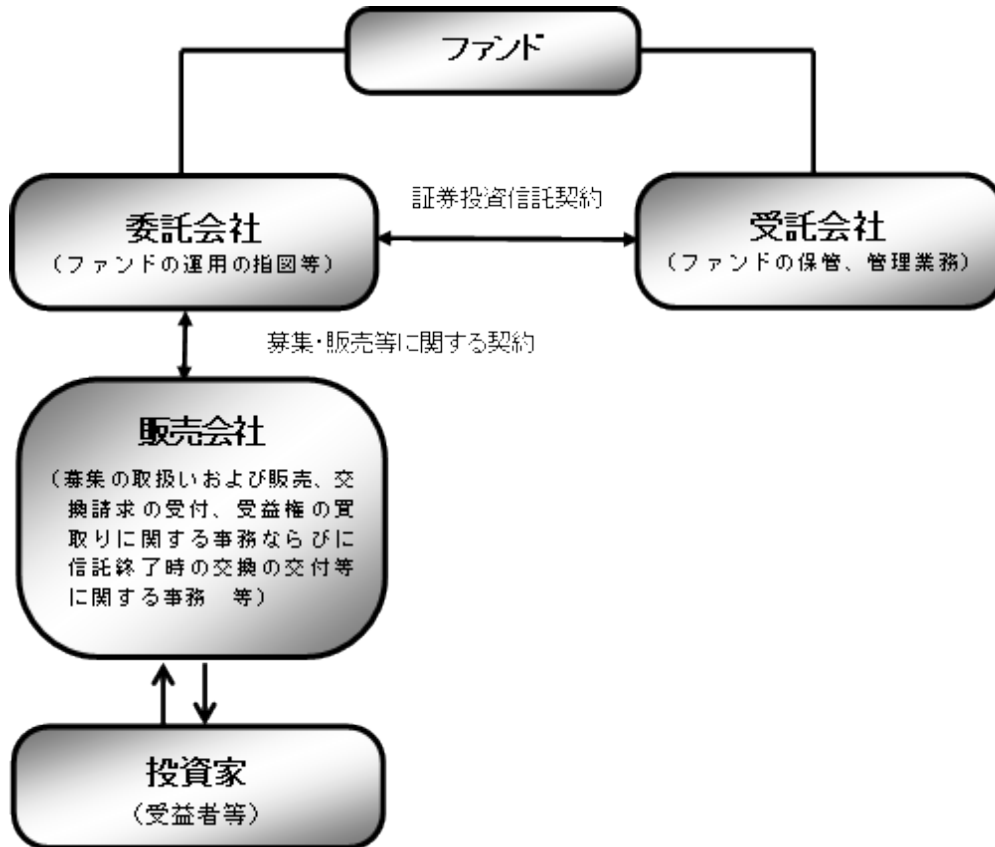 ファンド
証券投資信託契約
委託会社
（ファンドの運用の指図等）
受託会社
（ファンドの保管、管理業務）
募集・販売等に関する契約
販売会社
（募集の取扱いおよび販売、交
換請求の受付、受益権の買
取りに関する事務ならびに
信託終了時の交換の交付等
に関する事務　等）
投資家
（受益者等）